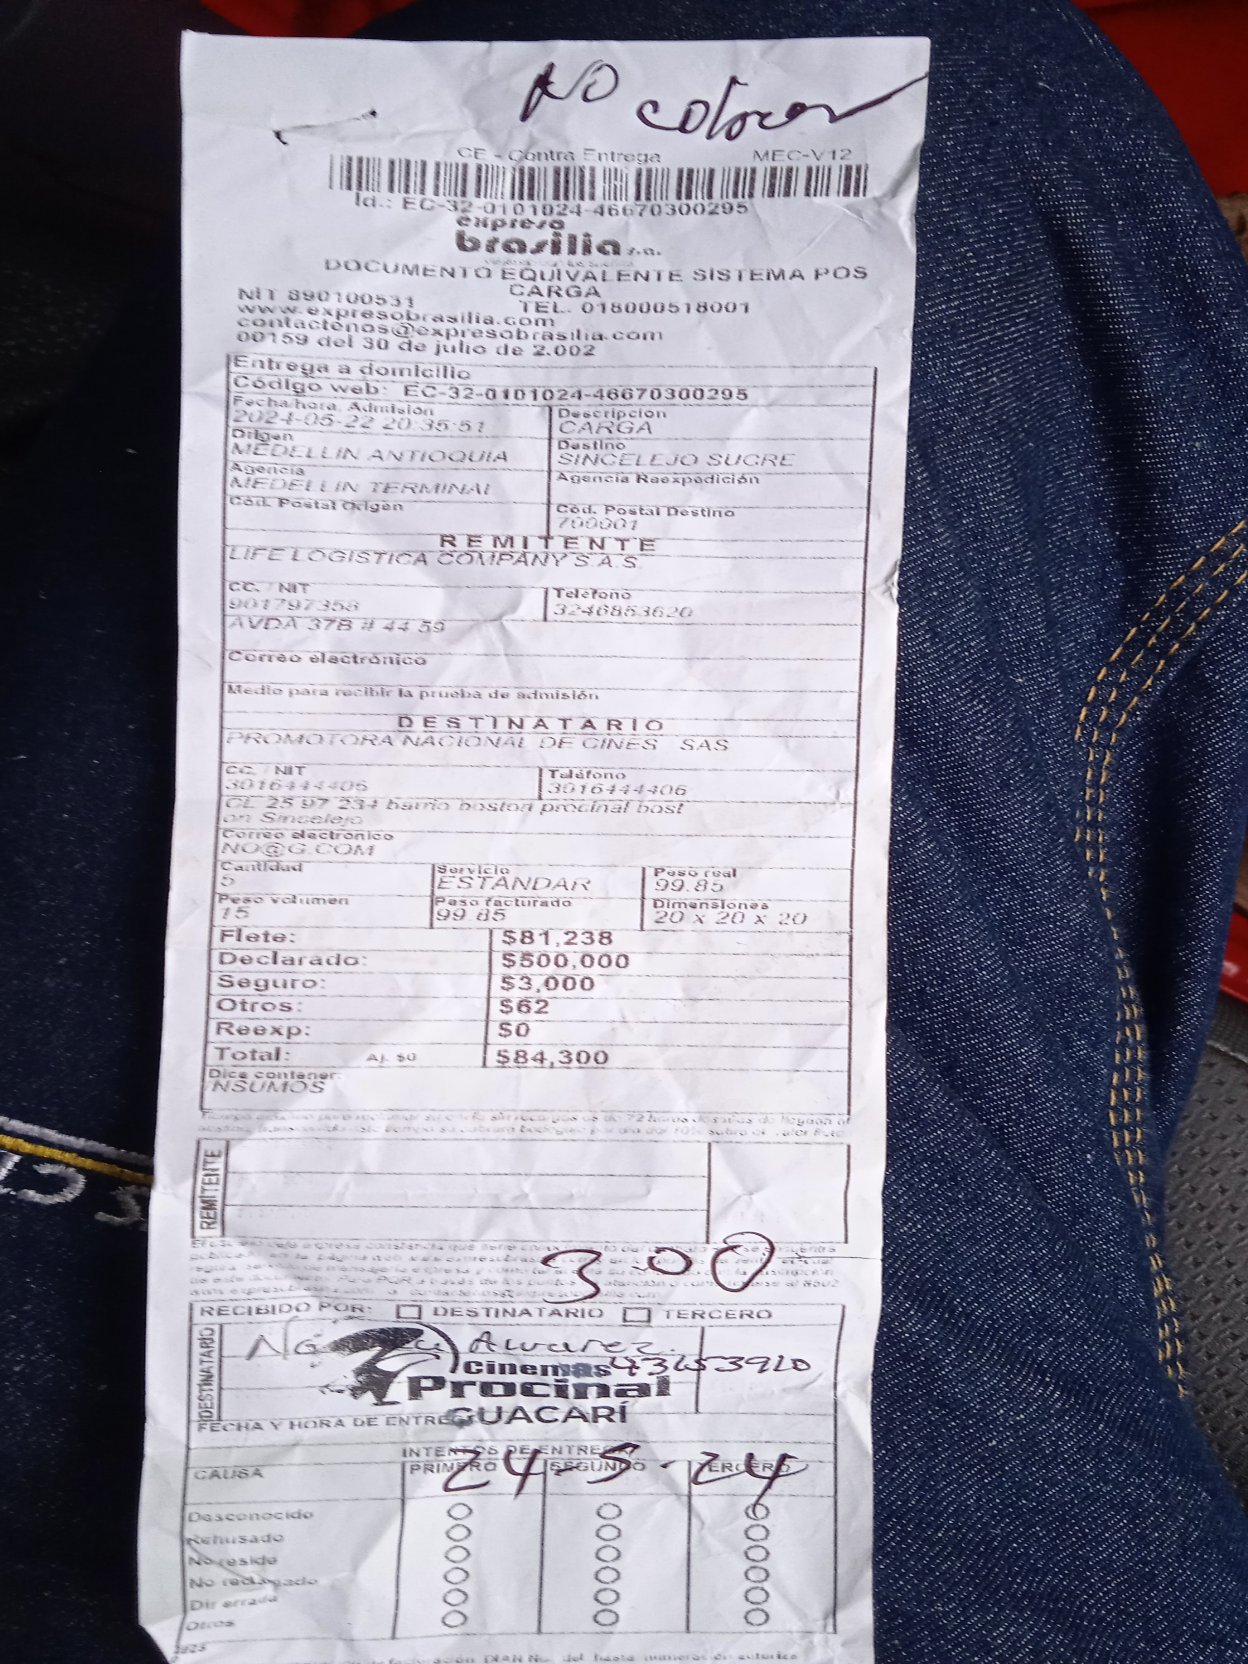 No
CE - Contra Entrega MEC-V12
Id.: EC-32-0101024-46670300295
expreso
brasilia s.a.
DOCUMENTO EQUIVALENTE SISTEMA POS
CARGA
NIT 890100531 TEL. 018000518001
www.expresobrasilia.com
contactenos@expresobrasilia.com
00159 del 30 de julio de 2.002
Entrega a domicilio
Código web: EC-32-0101024-46670300295
Fecha/hora. Admisión Descripcion
2024-05-22 20:35:51 CARGA
Origen Destino
MEDELLIN ANTIOQUIA SINCELEJO SUCRE
Agencia Agencia Reexpedición
MEDELLIN TERMINAL
Cód. Postal Origen Cód. Postal Destino
700001
REMITENTE
LIFE LOGISTICA COMPANY S.A.S.
CC. / NIT Teléfono
901797358 3246853620
AVDA 37B # 44 59
Correo electrónico
Medio para recibir la prueba de admisión
DESTINATARIO
PROMOTORA NACIONAL DE CINES SAS
CC. / NIT Teléfono
3016444406 3016444406
CL 25 97 234 barrio boston procinal bost
on Sincelejo
Correo electrónico
NO@G.COM
Cantidad Servicio Peso real
5 ESTANDAR 99.85
Peso volumen Peso facturado Dimensiones
15 99.85 20 x 20 x 20
Flete: $81,238
Declarado: $500,000
Seguro: $3,000
Otros: $62
Reexp: $0
Total: Aj. $0 $84,300
Dice contener:
INSUMOS
REMITENTE
3:00
RECIBIDO POR: DESTINATARIO TERCERO
DESTINATARIO
Alvarez
Cinemas
Procinal
GUACARÍ
FECHA Y HORA DE ENTREGA
INTENTOS DE ENTREGA
24-5-24
CAUSA PRIMERO SEGUNDO TERCERO
Desconocido
Rehusado
No reside
No reclamado
Dir errada
Otros